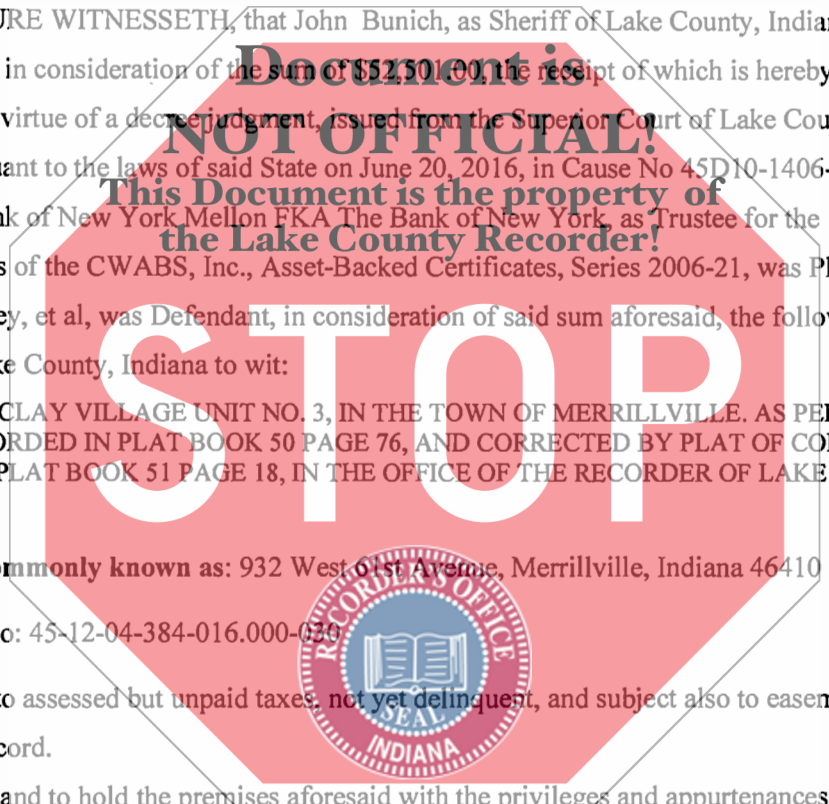 URE WITNESSETH, that John Bunich, as Sheriff of Lake County, Indian
in consideration of the sum of $52,501.00, the receipt of which is hereby
Document is
virtue of a decree judgment, issued from the Superior Court of Lake Cou
NOT OFFICIAL!
uant to the laws of said State on June 20, 2016, in Cause No 45D10-1406-
This Document is the property of
nk of New York Mellon FKA The Bank of New York, as Trustee for the
the Lake County Recorder!
s of the CWABS, Inc., Asset-Backed Certificates, Series 2006-21, was Pl
ey, et al, was Defendant, in consideration of said sum aforesaid, the follo
STOP
e County, Indiana to wit:
CLAY VILLAGE UNIT NO. 3, IN THE TOWN OF MERRILLVILLE. AS PE
ORDED IN PLAT BOOK 50 PAGE 76, AND CORRECTED BY PLAT OF CO
PLAT BOOK 51 PAGE 18, IN THE OFFICE OF THE RECORDER OF LAKE
mmonly known as: 932 West 61st Avenue, Merrillville, Indiana 46410
o: 45-12-04-384-016.000-030
RECORDER'S OFFICE
SEAL
INDIANA
o assessed but unpaid taxes, not yet delinquent, and subject also to easem
cord.
and to hold the premises aforesaid with the privileges and appurtenances